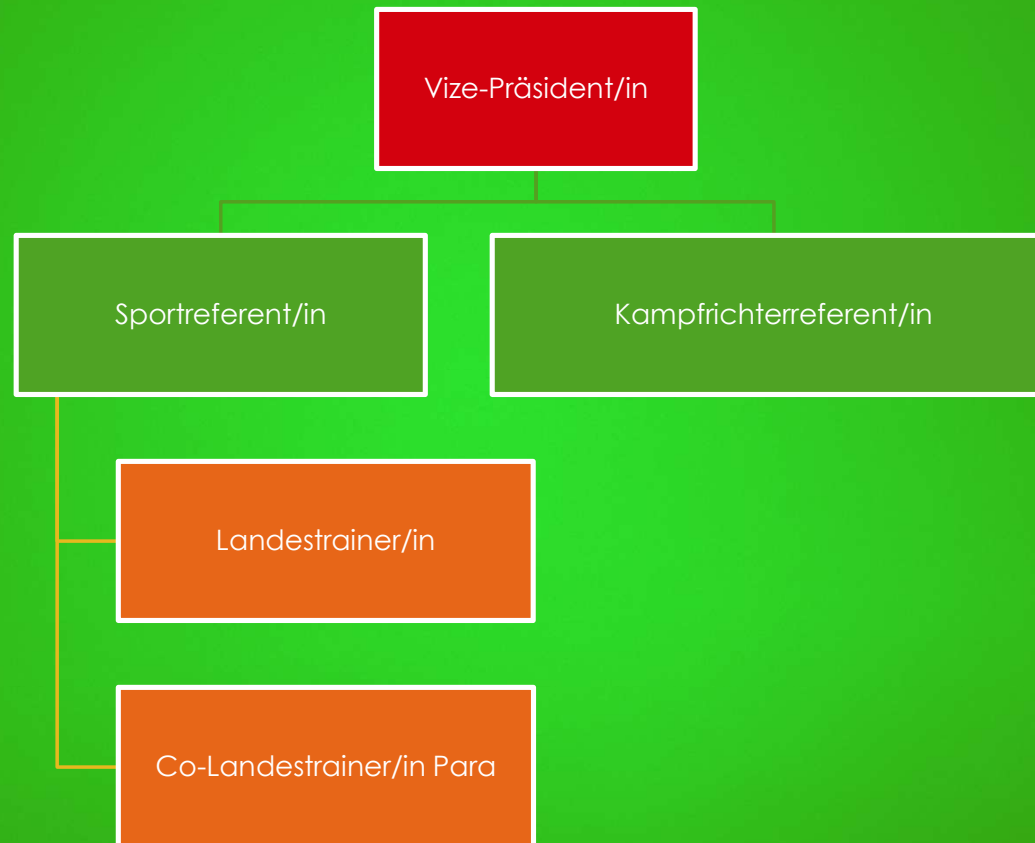 Vize-Präsident/in
Sportreferent/in
Kampfrichterreferent/in
Landestrainer/in
Co-Landestrainer/in Para